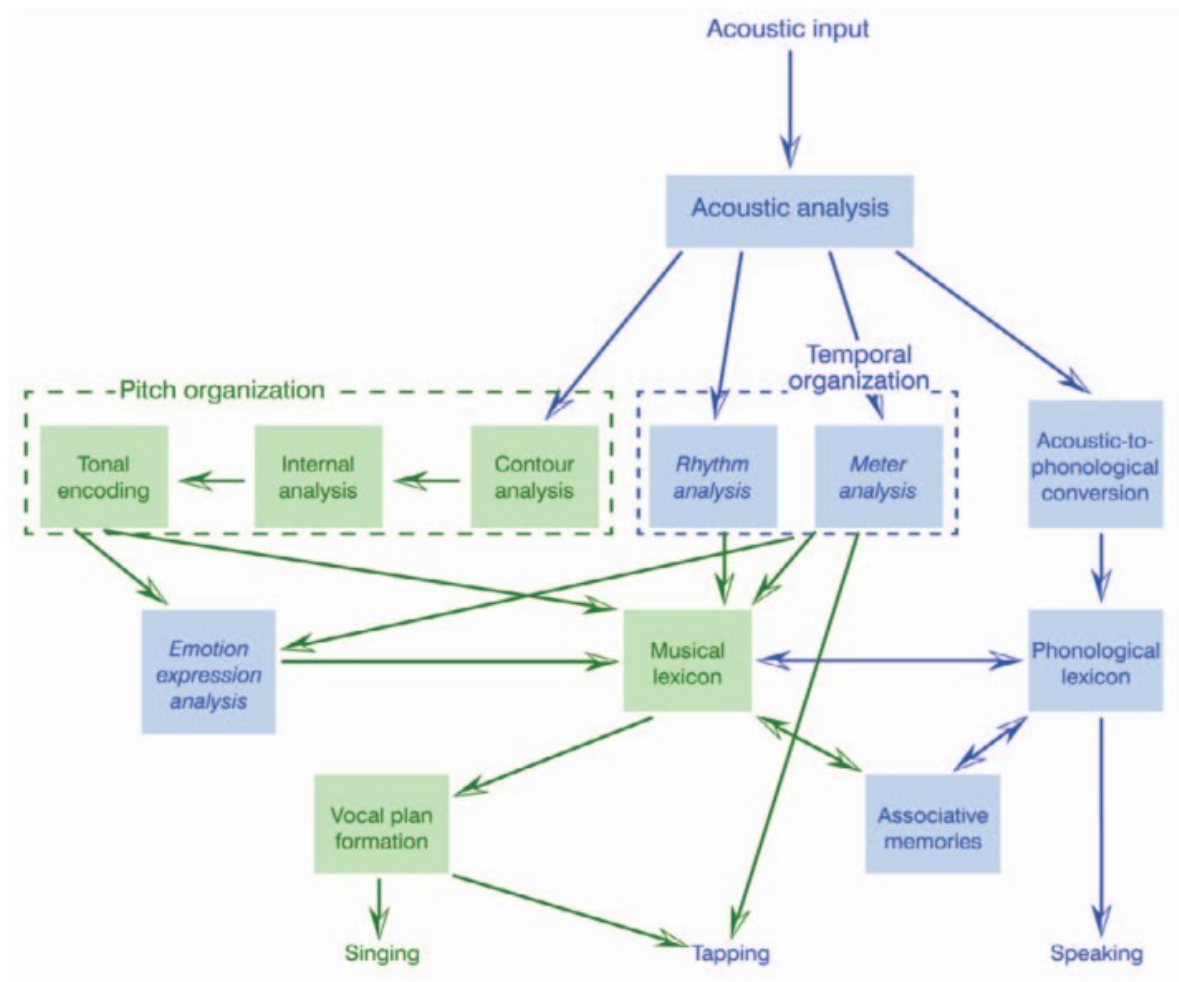 Acoustic input
Acoustic analysis
Temporal
organization
Pitch organization
Tonal
encoding
Internal
analysis
Contour
analysis
Rhythm
analysis
Meter
analysis
Acoustic-to-
phonological
conversion
Emotion
expression
analysis
Musical
lexicon
Phonological
lexicon
Vocal plan
formation
Associative
memories
Singing
Tapping
Speaking